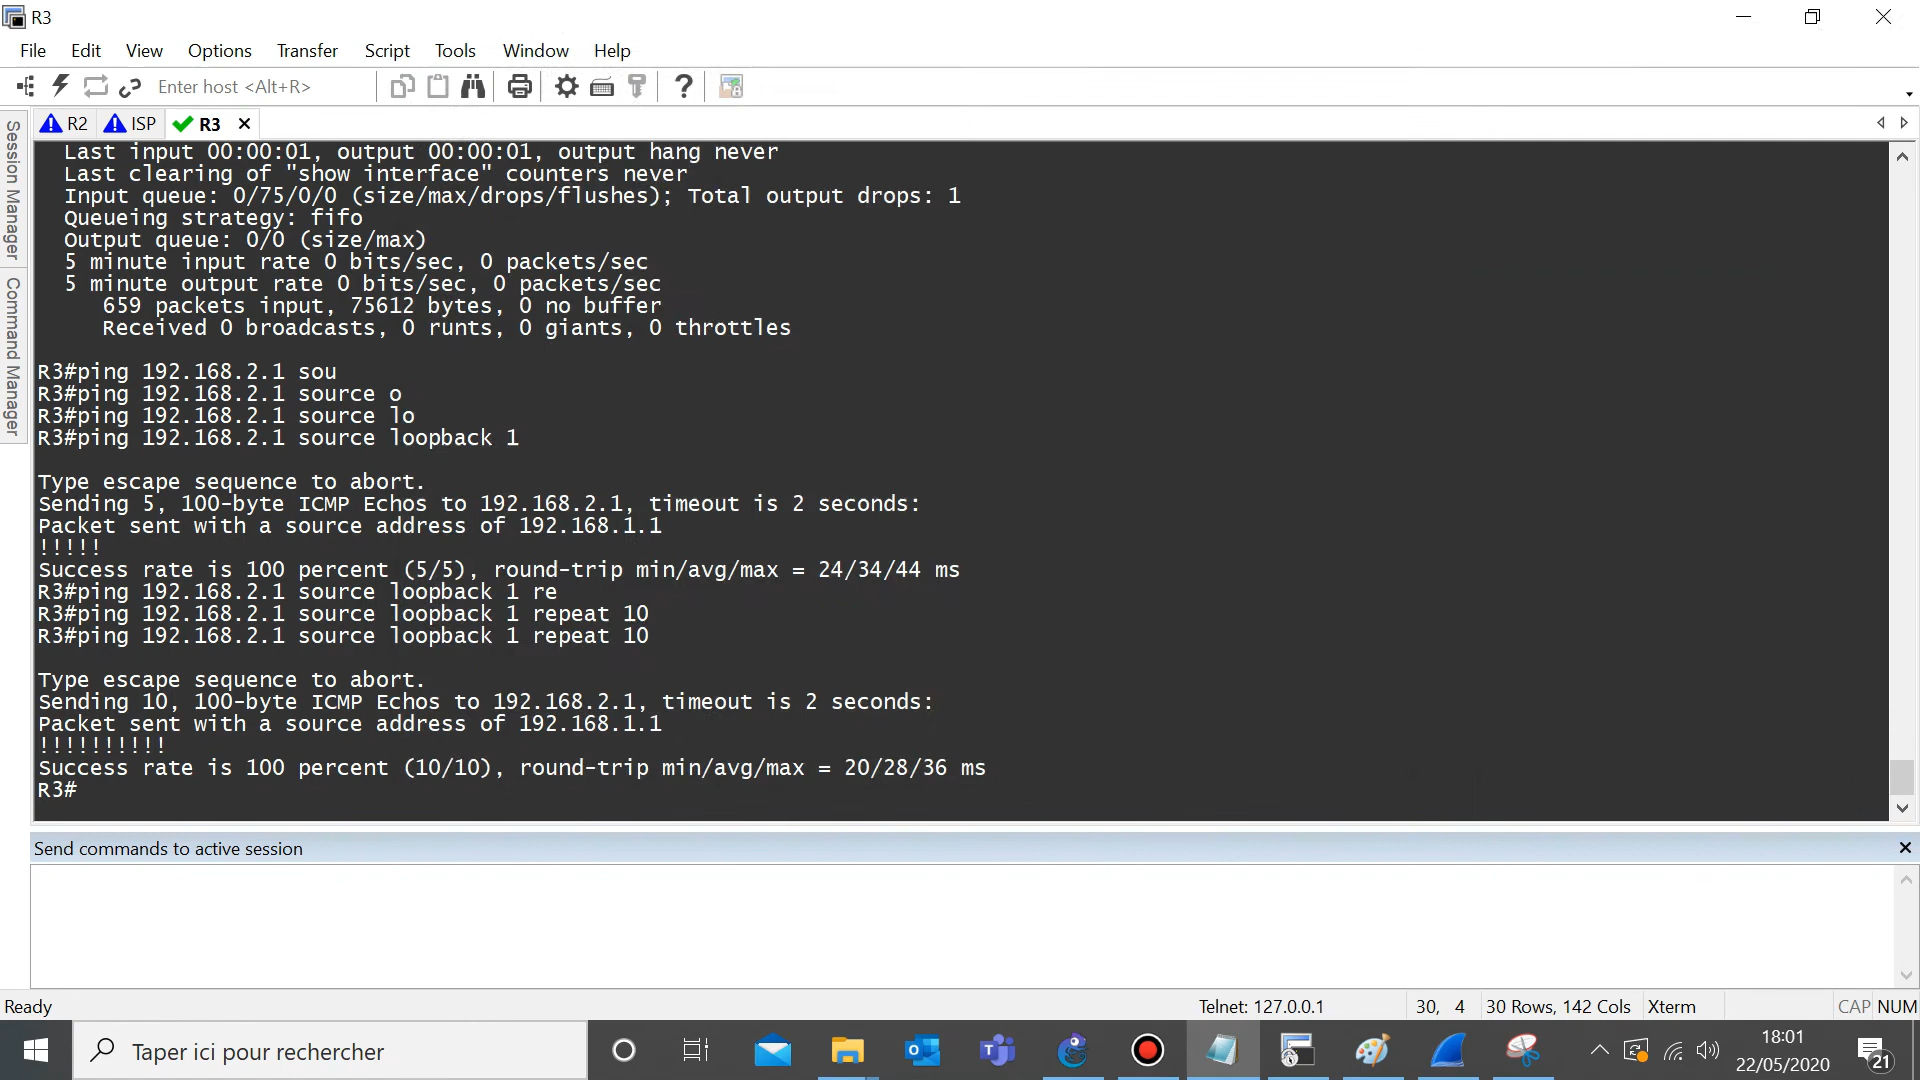 R3
File Edit View Options Transfer Script Tools Window Help
Enter host <Alt+R>
R2 ISP R3
Session Manager
Command Manager
Last input 00:00:01, output 00:00:01, output hang never
Last clearing of "show interface" counters never
Input queue: 0/75/0/0 (size/max/drops/flushes); Total output drops: 1
Queueing strategy: fifo
Output queue: 0/0 (size/max)
5 minute input rate 0 bits/sec, 0 packets/sec
5 minute output rate 0 bits/sec, 0 packets/sec
659 packets input, 75612 bytes, 0 no buffer
Received 0 broadcasts, 0 runts, 0 giants, 0 throttles
R3#ping 192.168.2.1 sou
R3#ping 192.168.2.1 source o
R3#ping 192.168.2.1 source lo
R3#ping 192.168.2.1 source loopback 1
Type escape sequence to abort.
Sending 5, 100-byte ICMP Echos to 192.168.2.1, timeout is 2 seconds:
Packet sent with a source address of 192.168.1.1
!!!!!
Success rate is 100 percent (5/5), round-trip min/avg/max = 24/34/44 ms
R3#ping 192.168.2.1 source loopback 1 re
R3#ping 192.168.2.1 source loopback 1 repeat 10
R3#ping 192.168.2.1 source loopback 1 repeat 10
Type escape sequence to abort.
Sending 10, 100-byte ICMP Echos to 192.168.2.1, timeout is 2 seconds:
Packet sent with a source address of 192.168.1.1
!!!!!!!!!!
Success rate is 100 percent (10/10), round-trip min/avg/max = 20/28/36 ms
R3#
Send commands to active session
Ready Telnet: 127.0.0.1 30, 4 30 Rows, 142 Cols Xterm CAP NUM
Taper ici pour rechercher
18:01
22/05/2020
21